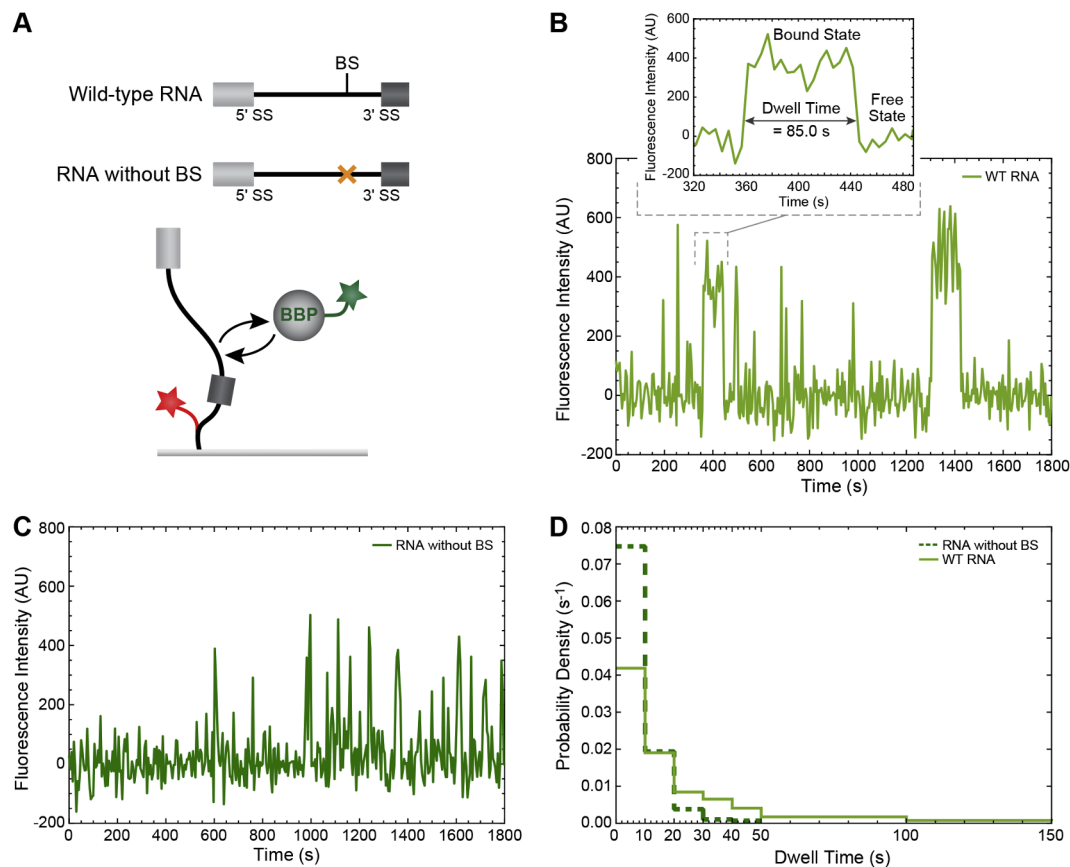 A
BS
Wild-type RNA
5' SS
3' SS
RNA without BS
5' SS
3' SS
BBP
B
Fluorescence Intensity (AU)
600
400
200
0
-200
Bound State
Dwell Time
= 85.0 s
Free
State
320
360
400
440
480
Time (s)
WT RNA
Fluorescence Intensity (AU)
800
600
400
200
0
-200
0
200
400
600
800
1000
1200
1400
1600
1800
Time (s)
C
RNA without BS
Fluorescence Intensity (AU)
800
600
400
200
0
-200
0
200
400
600
800
1000
1200
1400
1600
1800
Time (s)
D
RNA without BS
WT RNA
Probability Density (s-1)
0.08
0.07
0.06
0.05
0.04
0.03
0.02
0.01
0.00
0
10
20
30
40
50
100
150
Dwell Time (s)